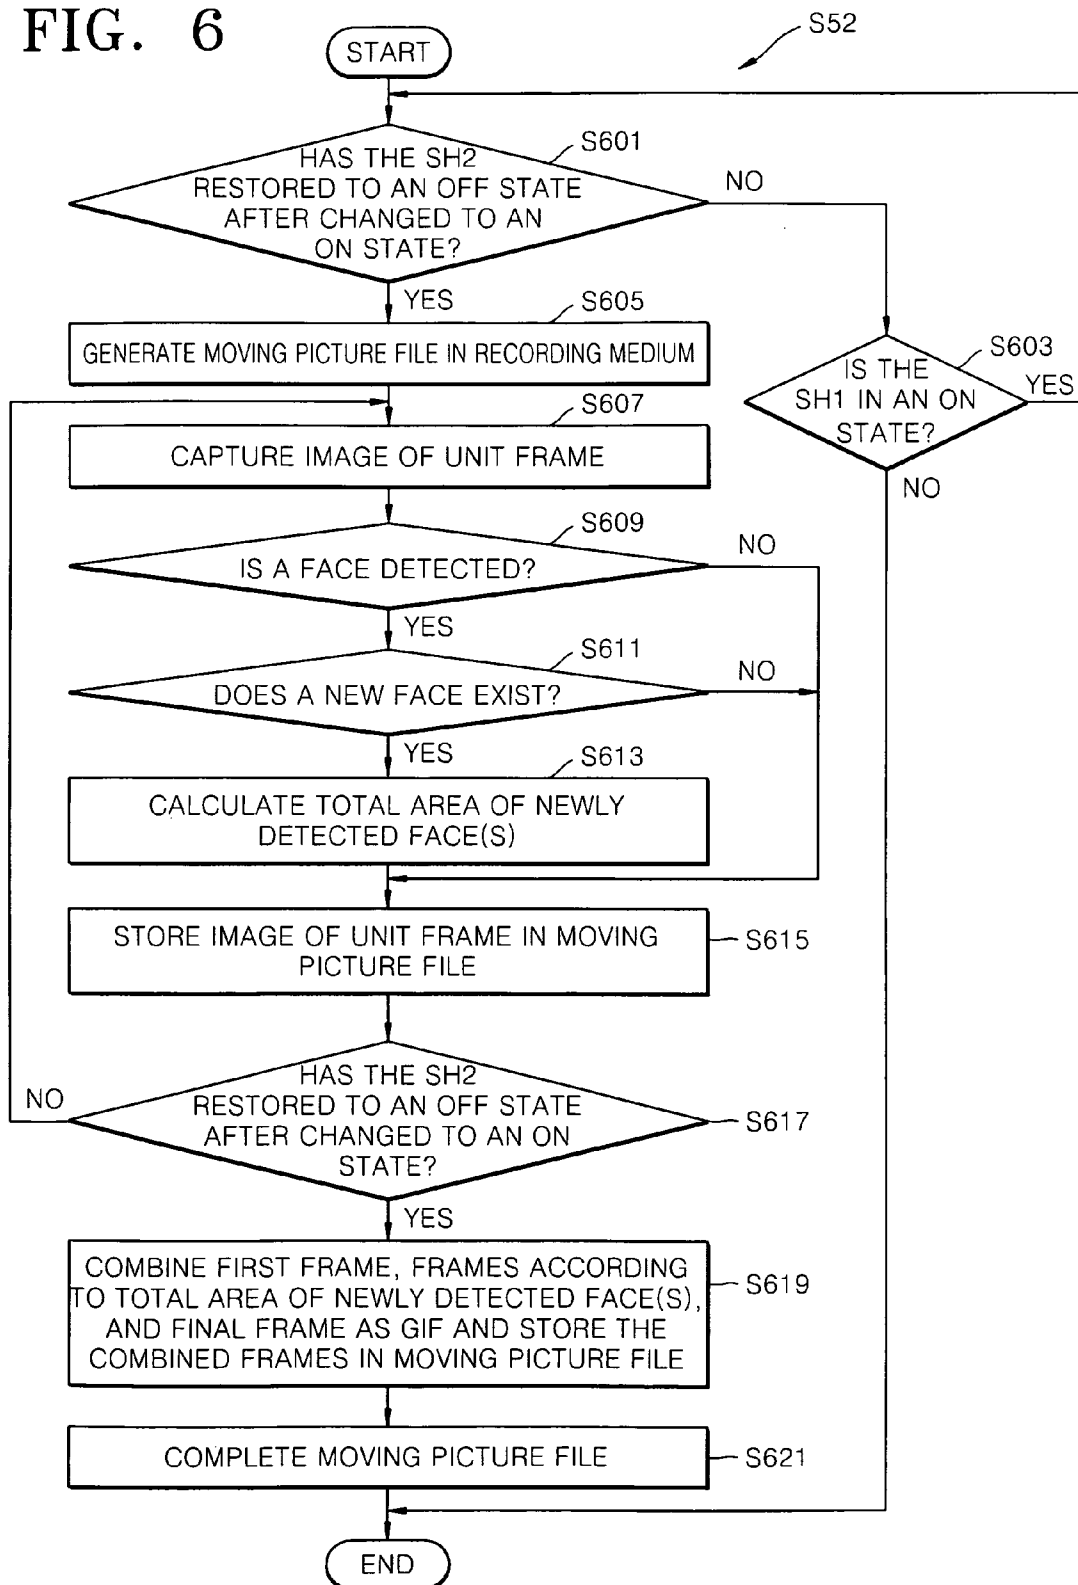 FIG. 6
S52
START
S601
HAS THE SH2
RESTORED TO AN OFF STATE
AFTER CHANGED TO AN
ON STATE?
NO
YES
S605
GENERATE MOVING PICTURE FILE IN RECORDING MEDIUM
S603
IS THE
SH1 IN AN ON
STATE?
YES
NO
S607
CAPTURE IMAGE OF UNIT FRAME
S609
IS A FACE DETECTED?
NO
YES
S611
DOES A NEW FACE EXIST?
NO
YES
S613
CALCULATE TOTAL AREA OF NEWLY
DETECTED FACE(S)
STORE IMAGE OF UNIT FRAME IN MOVING
PICTURE FILE
S615
HAS THE SH2
RESTORED TO AN OFF STATE
AFTER CHANGED TO AN ON
STATE?
NO
S617
YES
COMBINE FIRST FRAME, FRAMES ACCORDING
TO TOTAL AREA OF NEWLY DETECTED FACE(S),
AND FINAL FRAME AS GIF AND STORE THE
COMBINED FRAMES IN MOVING PICTURE FILE
S619
COMPLETE MOVING PICTURE FILE
S621
END